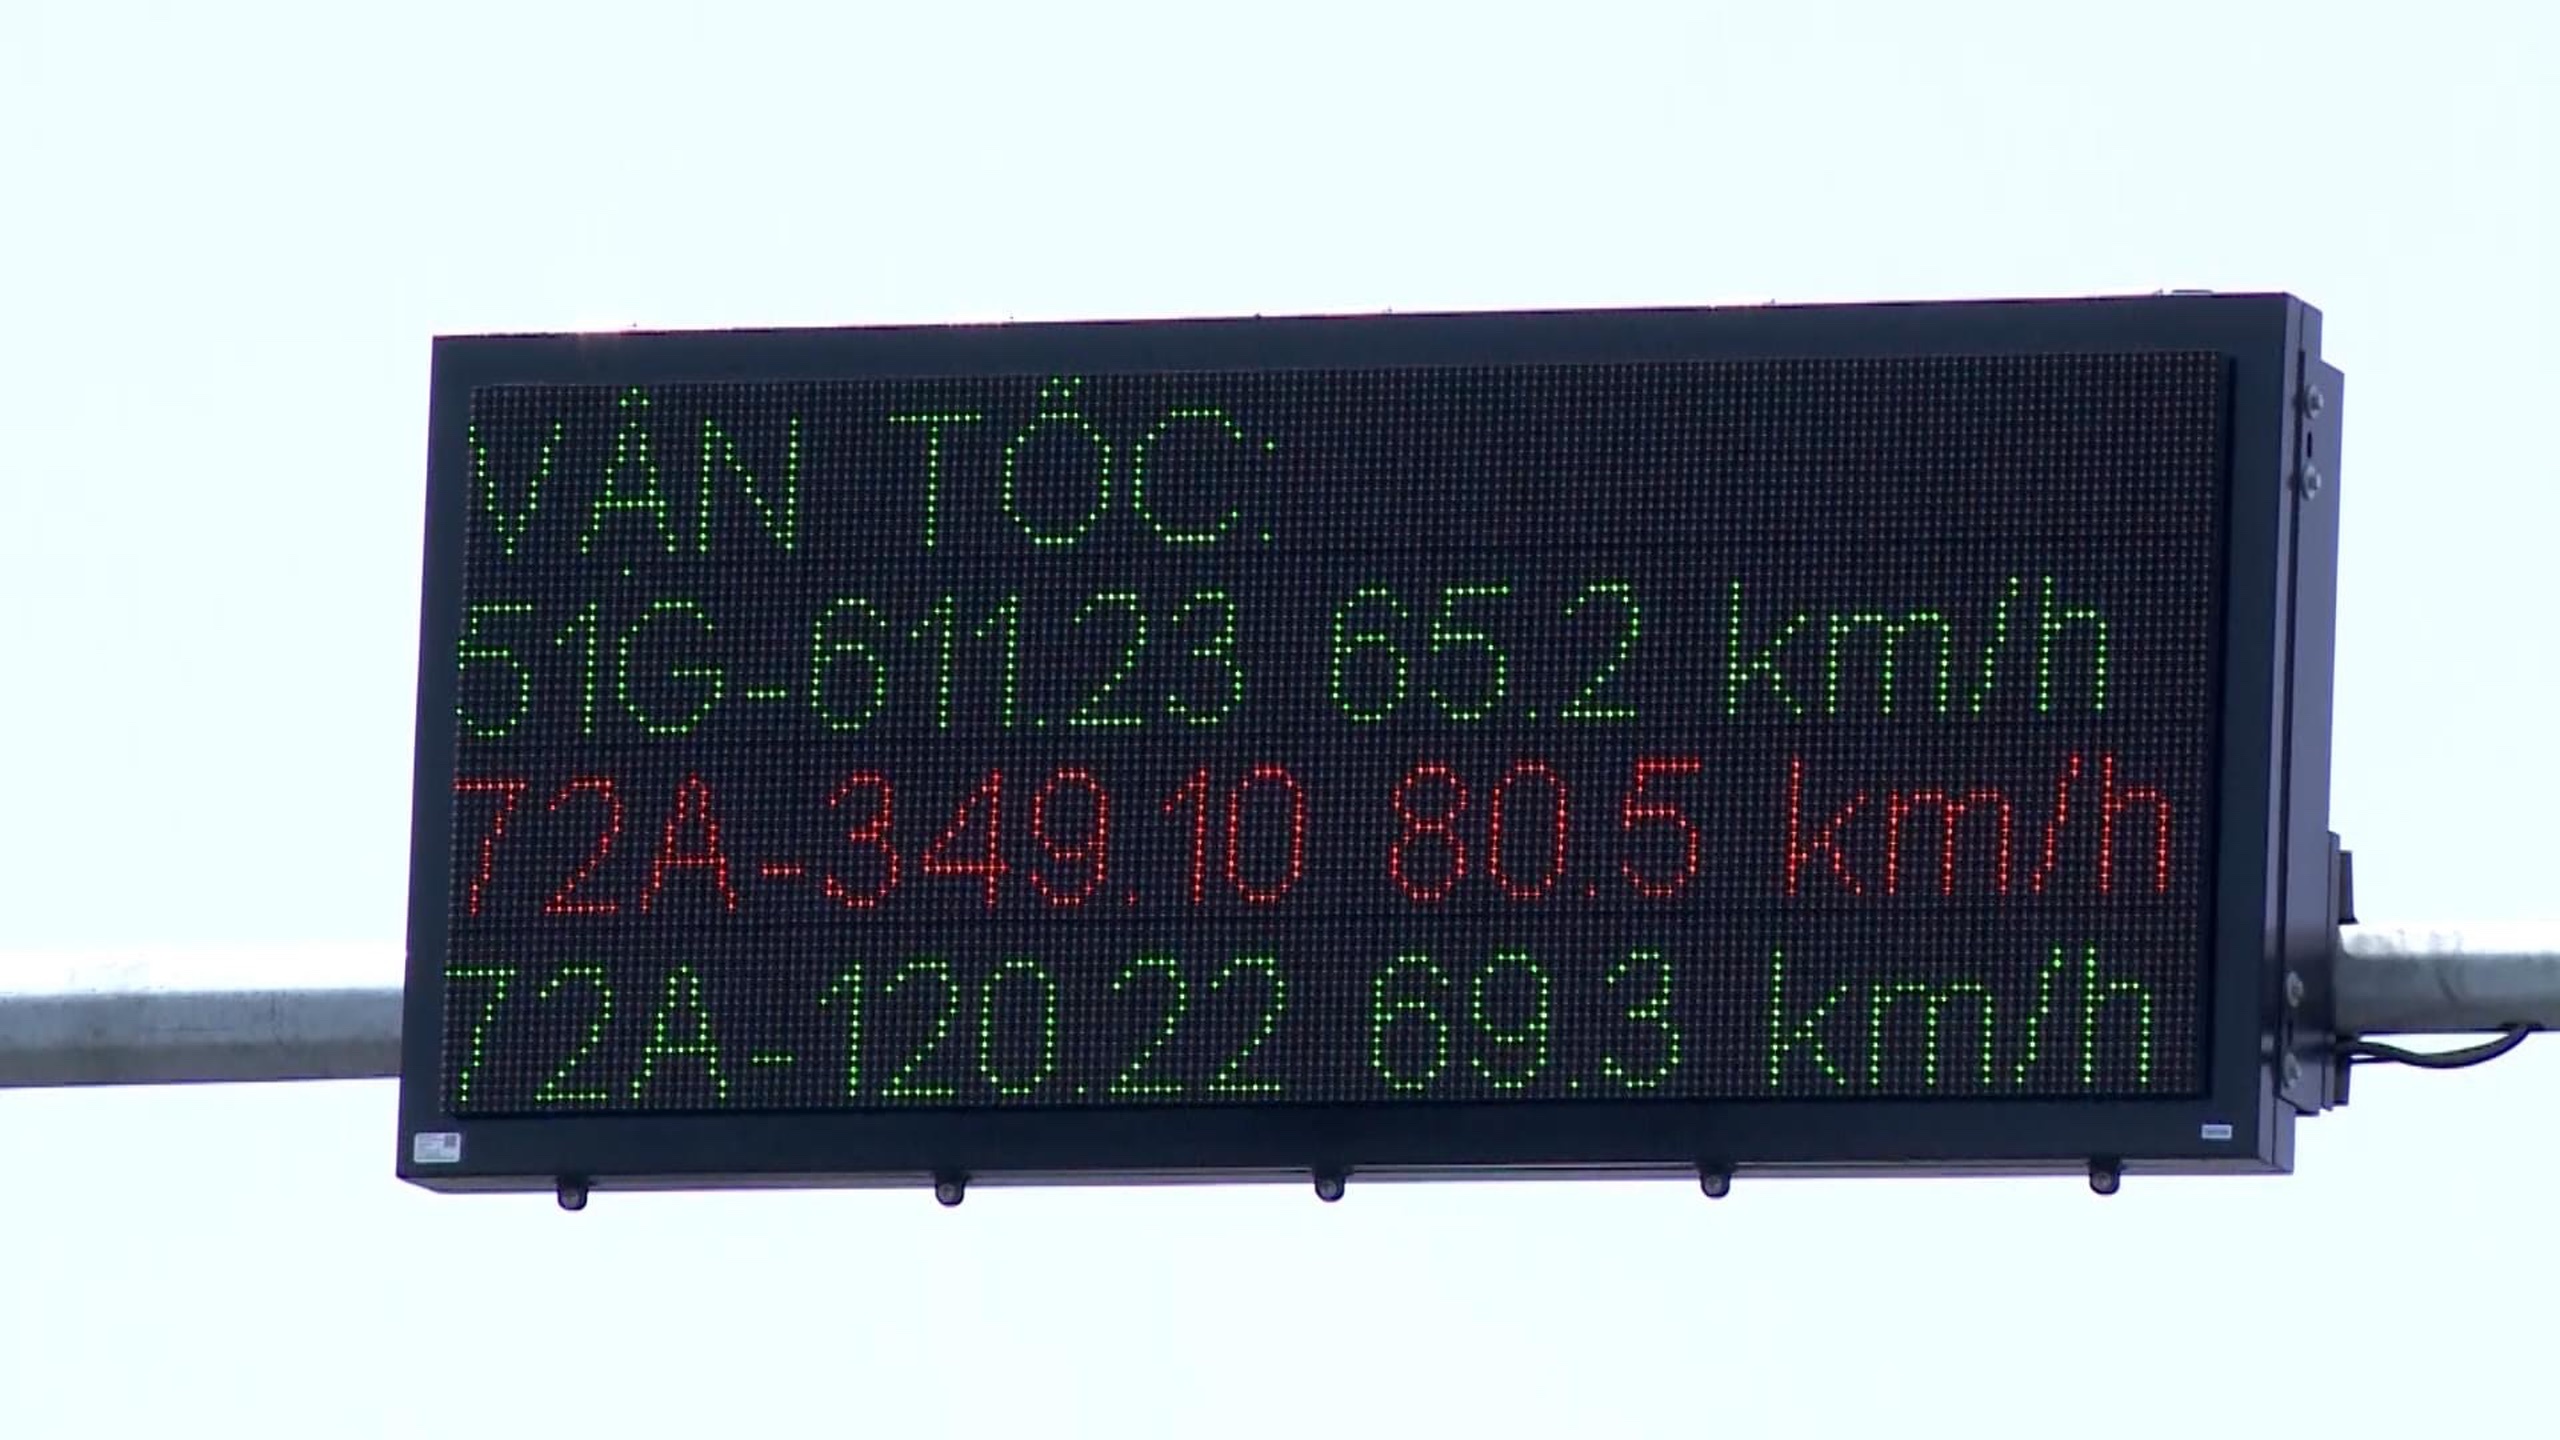 VẬN TỐC:
51G-611.23 65.2 km/h
72A-349.10 80.5 km/h
72A-120.22 69.3 km/h